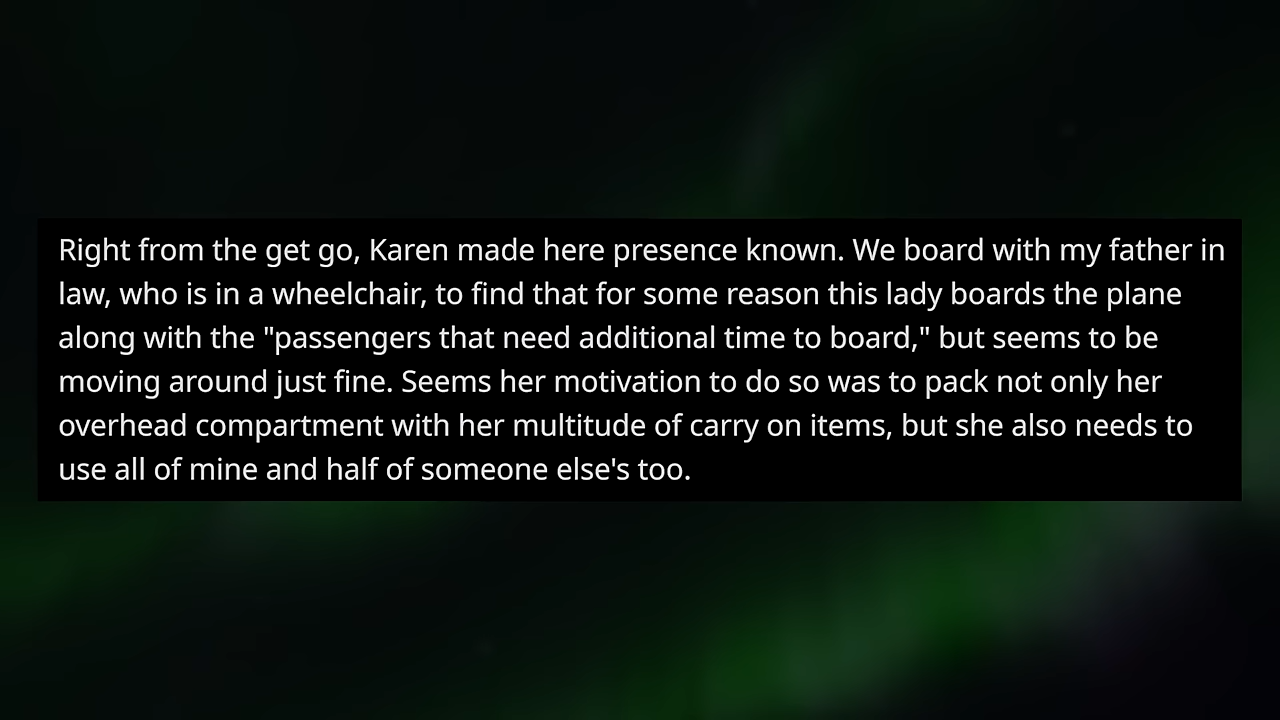 Right from the get go, Karen made here presence known. We board with my father in
law, who is in a wheelchair, to find that for some reason this lady boards the plane
along with the "passengers that need additional time to board," but seems to be
moving around just fine. Seems her motivation to do so was to pack not only her
overhead compartment with her multitude of carry on items, but she also needs to
use all of mine and half of someone else's too.